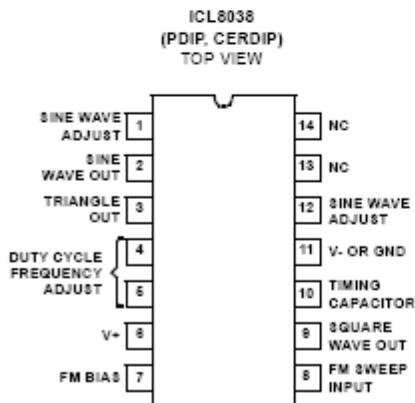 ICL8038
(PDIP, CERDIP)
TOP VIEW
SINE WAVE
ADJUST
1
SINE
WAVE OUT
2
TRIANGLE
OUT
3
DUTY CYCLE
FREQUENCY
ADJUST
4
5
V+
6
FM BIAS
7
14
NC
13
NC
12
SINE WAVE
ADJUST
11
V- OR GND
10
TIMING
CAPACITOR
9
SQUARE
WAVE OUT
8
FM SWEEP
INPUT